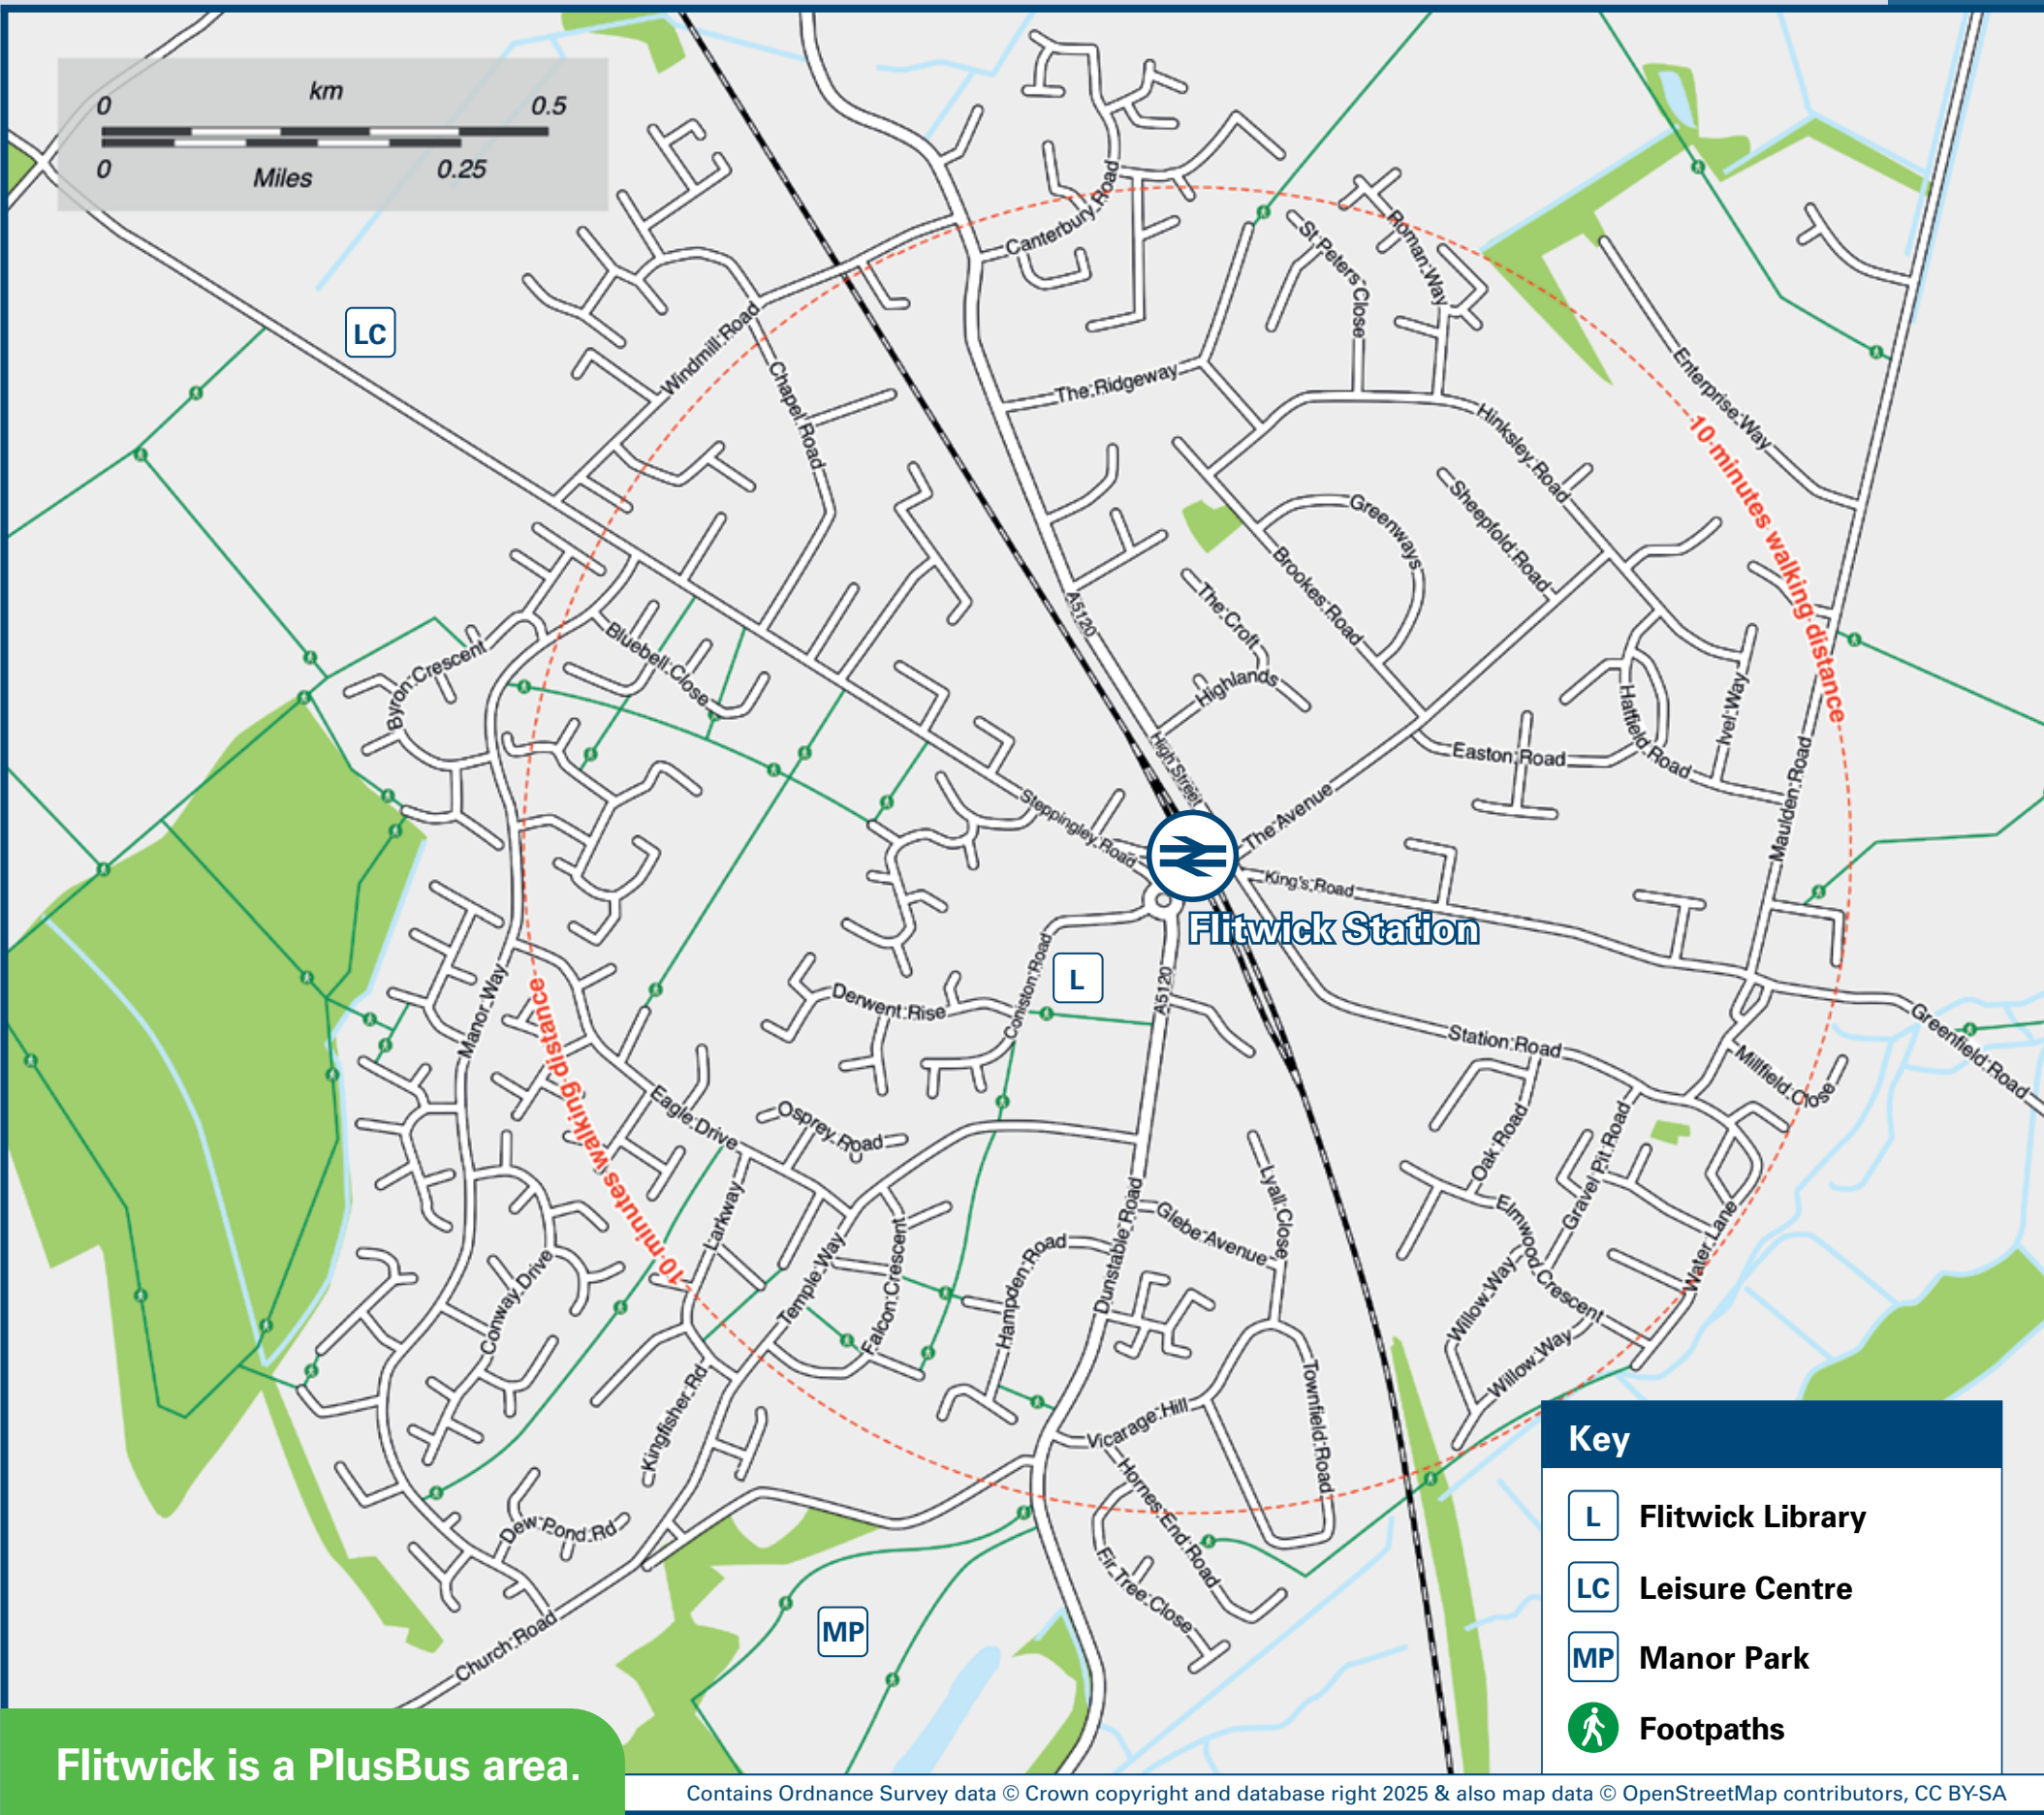 km
0 0.5
0 0.25
Miles
LC
Canterbury Road
St Peters Close
Roman Way
Windmill Road
Chapel Road
The Ridgeway
Enterprise Way
Hinksley Road
10 minutes walking distance
Sheepfold Road
Greenways
Brookes Road
A5120
The Croft
Highlands
Bluebell Close
Byron Crescent
Hatfield Road
Ivel Way
Easton Road
High Street
Maulden Road
Steppingley Road
The Avenue
King's Road
Flitwick Station
L
Coniston Road
A5120
Derwent Rise
Manor Way
10 minutes walking distance
Station Road
Greenfield Road
Millfield Close
Eagle Drive
Osprey Road
Oak Road
Gravel Pit Road
Larkway
Lyall Close
Glebe Avenue
Dunstable Road
Elmwood Crescent
Water Lane
Temple Way
Falcon Crescent
Hampden Road
Conway Drive
Willow Way
Willow Way
Kingfisher Rd
Townfield Road
Vicarage Hill
Hornes End Road
Dew Pond Rd
Fir Tree Close
Church Road
MP
Key
L Flitwick Library
LC Leisure Centre
MP Manor Park
Footpaths
Flitwick is a PlusBus area.
Contains Ordnance Survey data © Crown copyright and database right 2025 & also map data © OpenStreetMap contributors, CC BY-SA